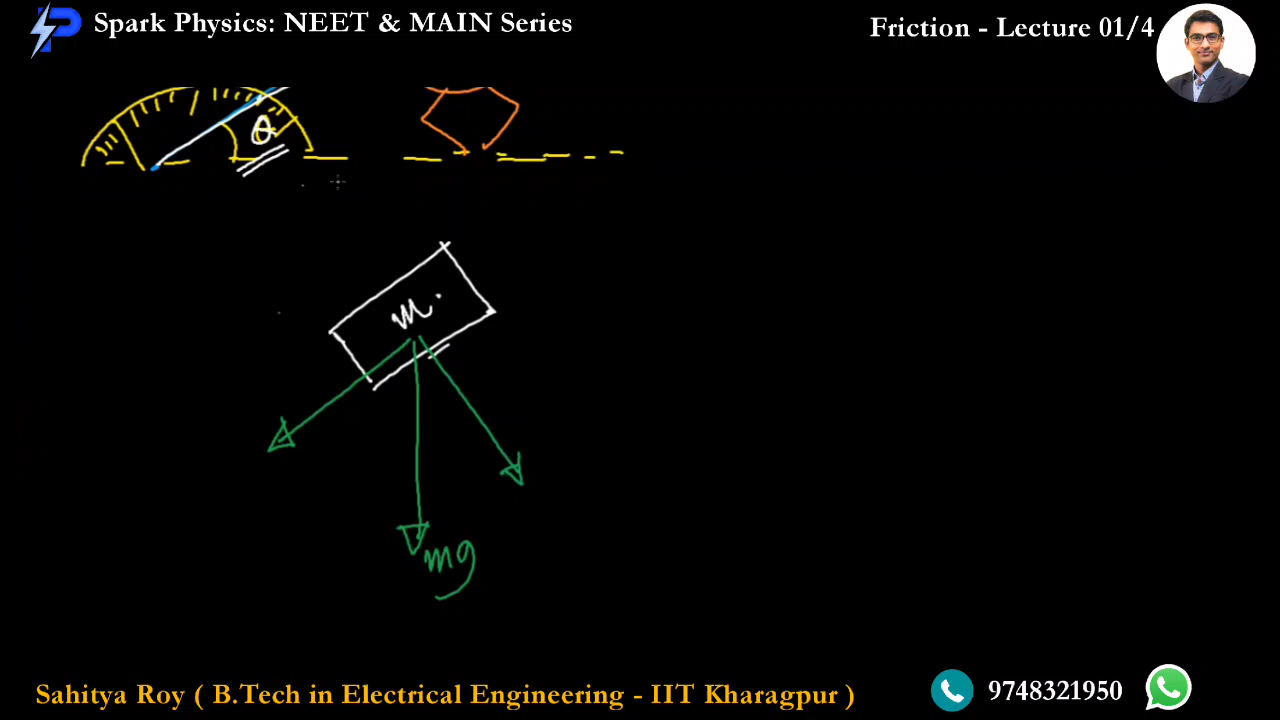 Spark Physics: NEET & MAIN Series
Friction - Lecture 01/4
θ
m.
mg
Sahitya Roy ( B.Tech in Electrical Engineering - IIT Kharagpur )
9748321950